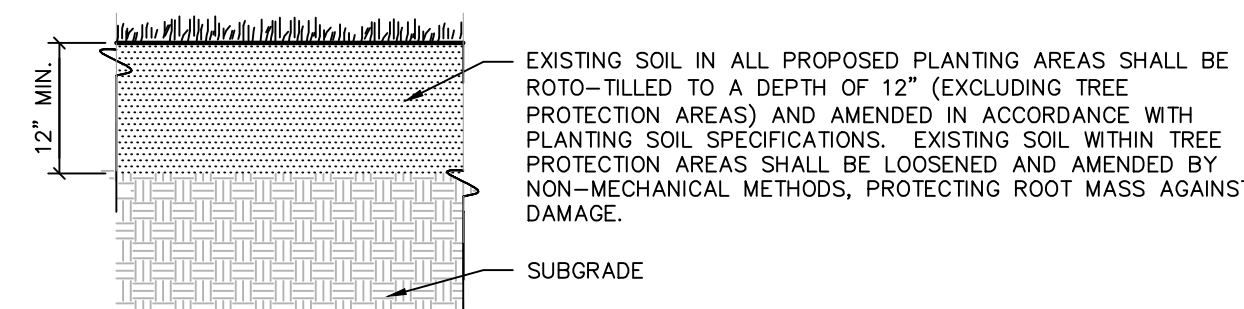 12" MIN.
EXISTING SOIL IN ALL PROPOSED PLANTING AREAS SHALL BE
ROTO-TILLED TO A DEPTH OF 12" (EXCLUDING TREE
PROTECTION AREAS) AND AMENDED IN ACCORDANCE WITH
PLANTING SOIL SPECIFICATIONS. EXISTING SOIL WITHIN TREE
PROTECTION AREAS SHALL BE LOOSENED AND AMENDED BY
NON-MECHANICAL METHODS, PROTECTING ROOT MASS AGAINST
DAMAGE.
SUBGRADE